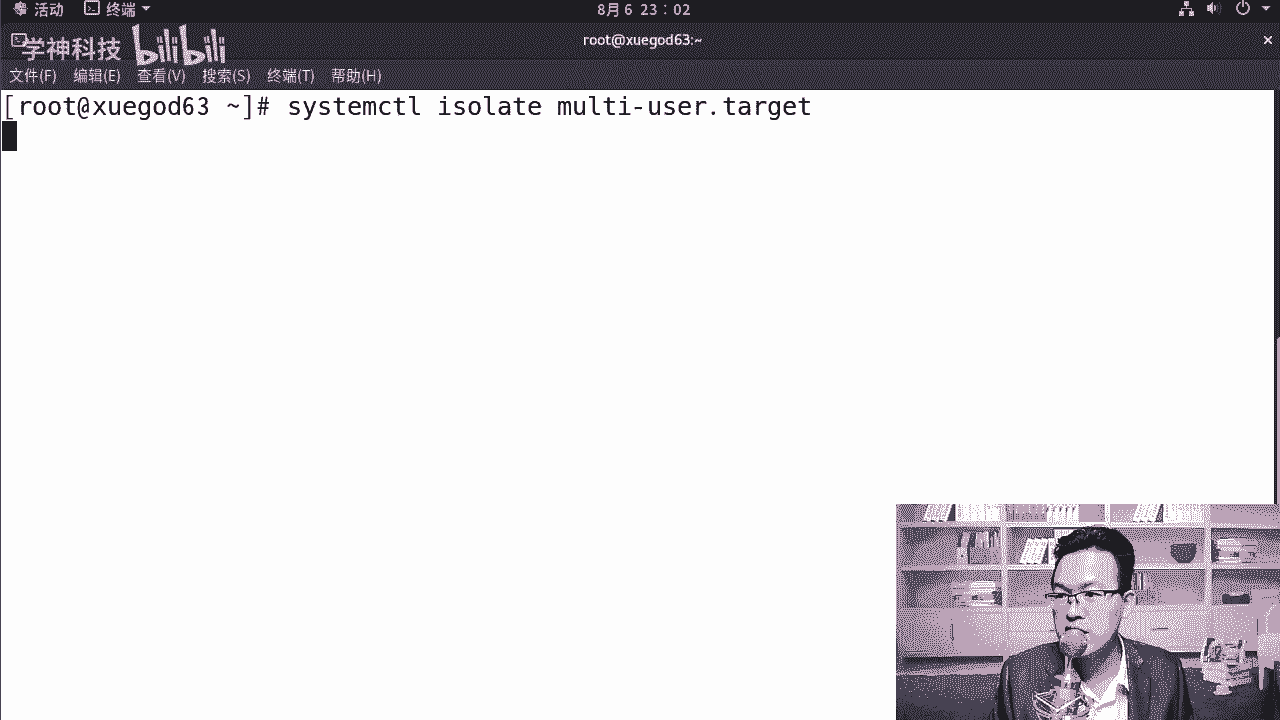 活动 终端 8月 6 23：02
学神科技 bilibili
root@xuegod63:~
文件(F) 编辑(E) 查看(V) 搜索(S) 终端(T) 帮助(H)
[root@xuegod63 ~]# systemctl isolate multi-user.target